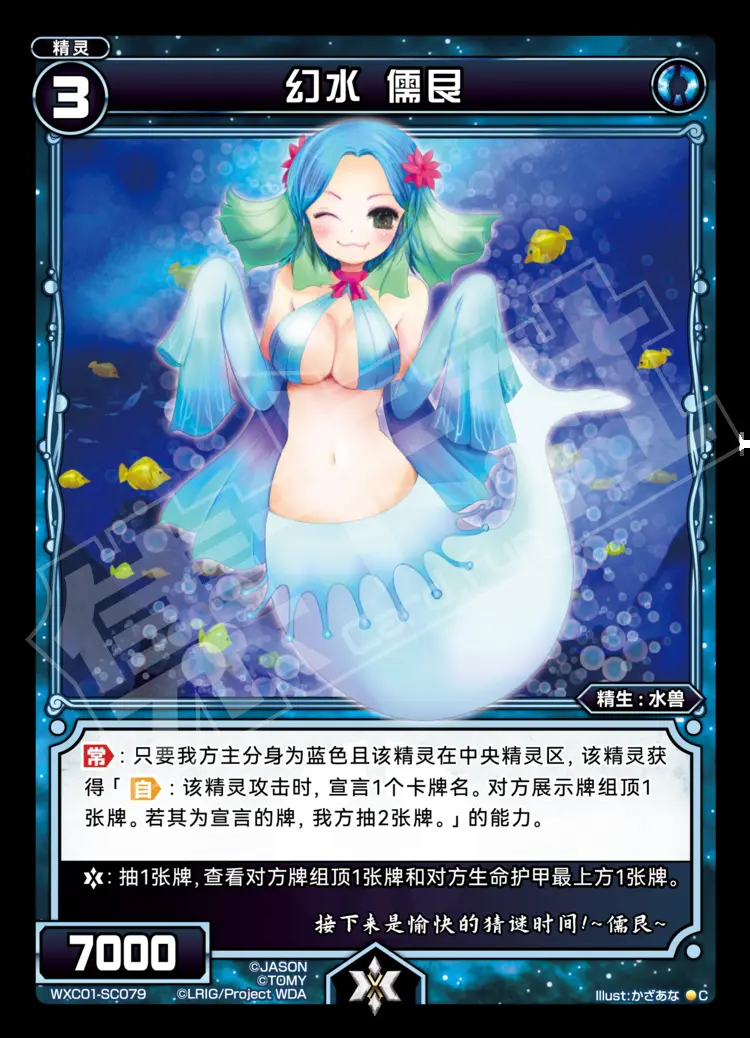 精灵
3
幻水 儒艮
精生:水兽
常:只要我方主分身为蓝色且该精灵在中央精灵区,该精灵获
得「自:该精灵攻击时,宣言1个卡牌名。对方展示牌组顶1
张牌。若其为宣言的牌,我方抽2张牌。」的能力。
:抽1张牌,查看对方牌组顶1张牌和对方生命护甲最上方1张牌。
接下来是愉快的猜谜时间!~儒艮~
7000
©JASON
©TOMY
WXC01-SC079 ©LRIG/Project WDA
Illust:かざあな C